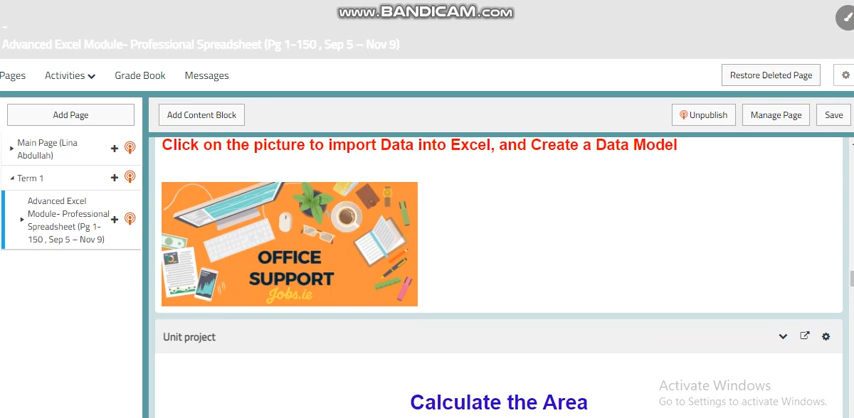 www.BANDICAM.com
Advanced Excel Module- Professional Spreadsheet (Pg 1-150 , Sep 5 – Nov 9)
Pages Activities Grade Book Messages Restore Deleted Page
Add Page Add Content Block Unpublish Manage Page Save
Main Page (Lina
Abdullah)
Term 1
Advanced Excel
Module- Professional
Spreadsheet (Pg 1-
150 , Sep 5 – Nov 9)
Click on the picture to import Data into Excel, and Create a Data Model
OFFICE
SUPPORT
Jobs.ie
Unit project
Calculate the Area
Activate Windows
Go to Settings to activate Windows.